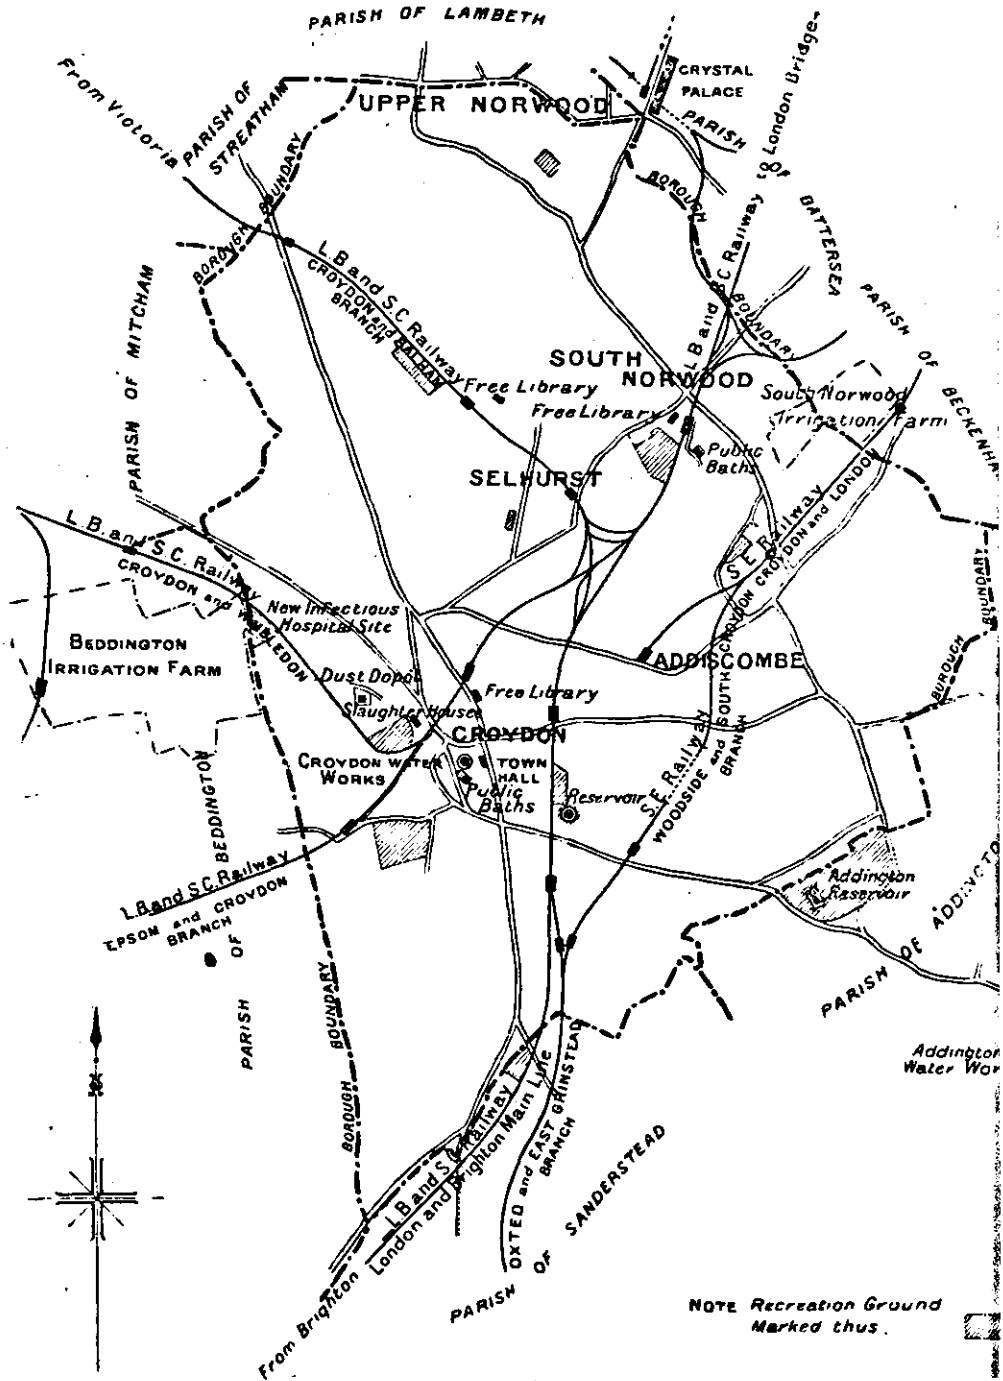 PARISH OF LAMBETH
From Victoria
PARISH OF
STREATHAM
UPPER NORWOOD
CRYSTAL
PALACE
to London Bridge
PARISH
OF
BATTERSEA
BOROUGH
BOUNDARY
BOROUGH
BOUNDARY
L.B and S.C. Railway
CROYDON and BALHAM
BRANCH
L B and S C Railway
PARISH OF MITCHAM
PARISH OF BECKENHA
SOUTH
NORWOOD
Free Library
Free Library
South Norwood
Irrigation Farm
Public
Baths
SELHURST
L.B. and S.C. Railway
CROYDON and WIMBLEDON
S E Railway
CROYDON and LONDON
BOUNDARY
BOROUGH
New Infectious
Hospital Site
BEDDINGTON
IRRIGATION FARM
ADDISCOMBE
Dust Depot
Slaughter Houses
Free Library
CROYDON
CROYDON WATER
WORKS
TOWN
HALL
Public
Baths
Reservoir
S.E. Railway
WOODSIDE and SOUTH CROYDON
BRANCH
L.B and S.C. Railway
EPSOM and CROYDON
BRANCH
PARISH OF BEDDINGTON
Addington
Reservoir
PARISH OF ADDINGTO
BOROUGH BOUNDARY
Addington
Water Wor
L B and S.C Railway
London and Brighton Main Line
OXTED and EAST GRINSTEAD
BRANCH
From Brighton
PARISH OF SANDERSTEAD
NOTE Recreation Ground
Marked thus.